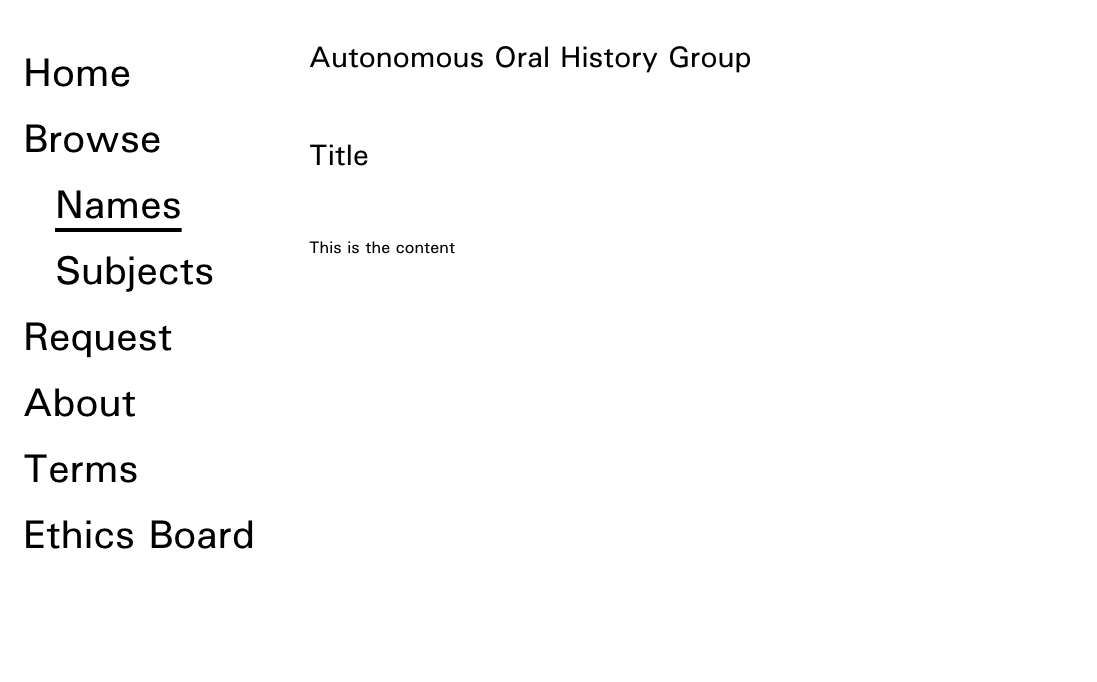 Home
Browse
Names
Subjects
Request
About
Terms
Ethics Board
Autonomous Oral History Group
Title
This is the content